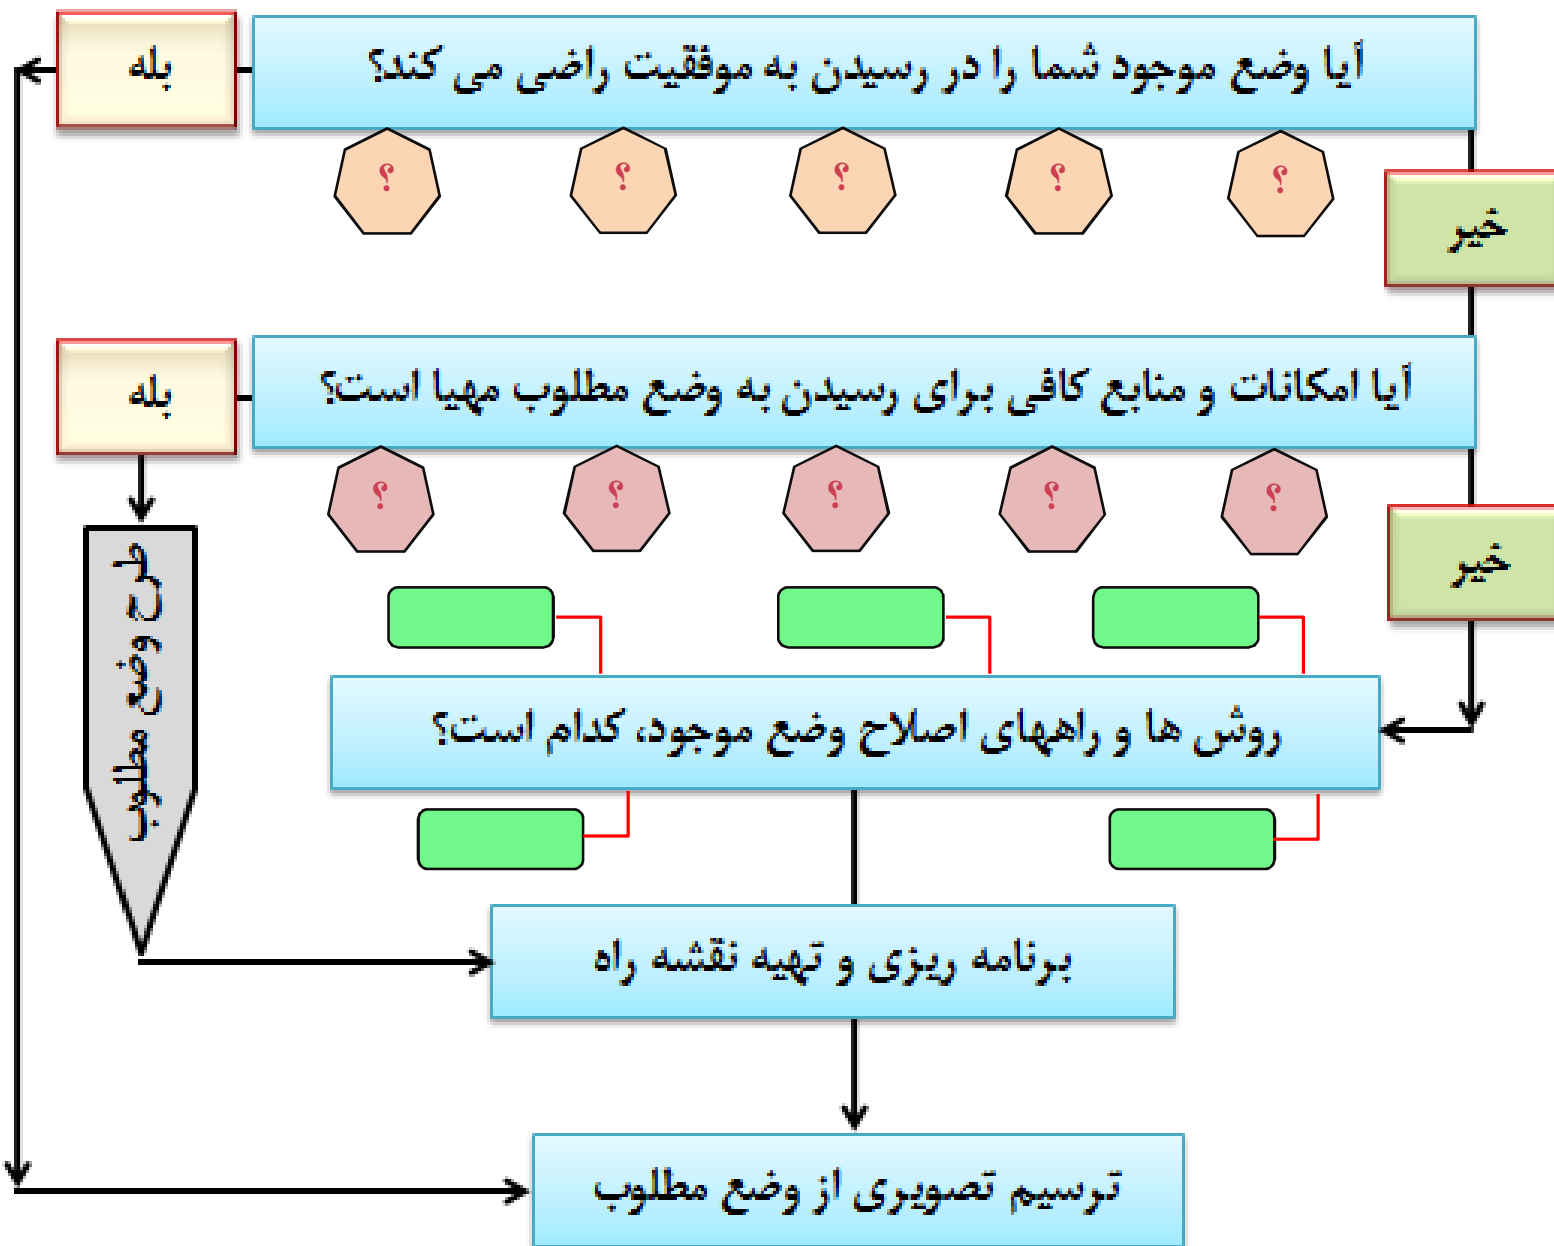 آیا وضع موجود شما را در رسیدن به موفقیت راضی می کند؟
بله
؟
؟
؟
؟
؟
خیر
آیا امکانات و منابع کافی برای رسیدن به وضع مطلوب مهیا است؟
بله
؟
؟
؟
؟
؟
خیر
طرح وضع مطلوب
روش ها و راههای اصلاح وضع موجود، کدام است؟
برنامه ریزی و تهیه نقشه راه
ترسیم تصویری از وضع مطلوب